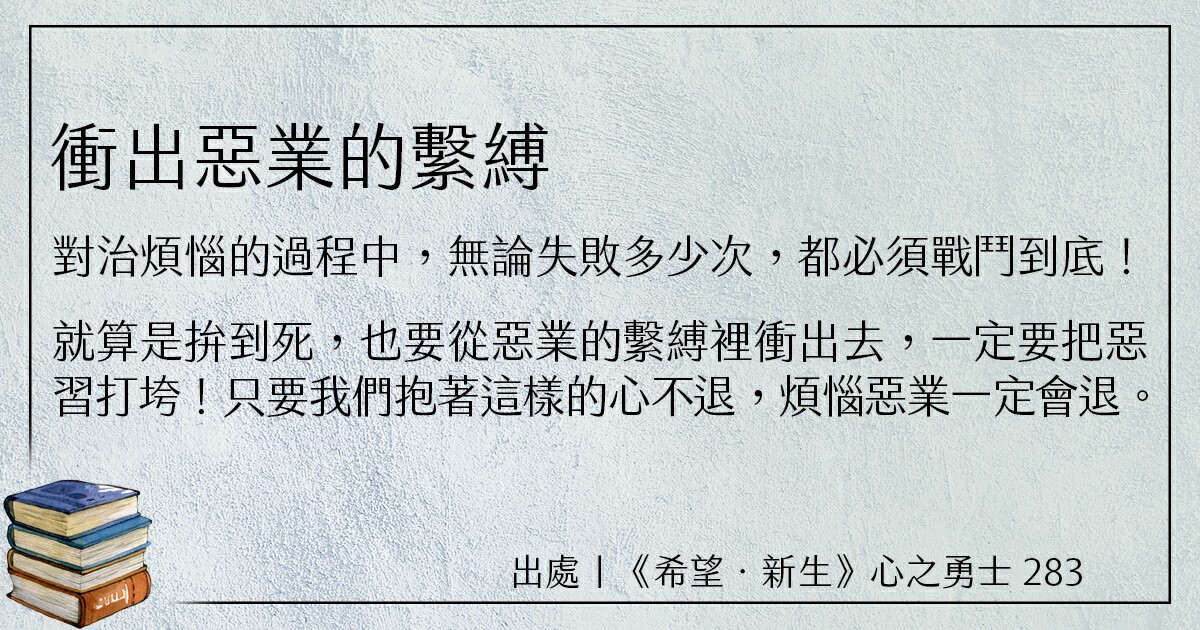 衝出惡業的繫縛
對治煩惱的過程中，無論失敗多少次，都必須戰鬥到底！
就算是拚到死，也要從惡業的繫縛裡衝出去，一定要把惡
習打垮！只要我們抱著這樣的心不退，煩惱惡業一定會退。
出處｜《希望．新生》心之勇士 283